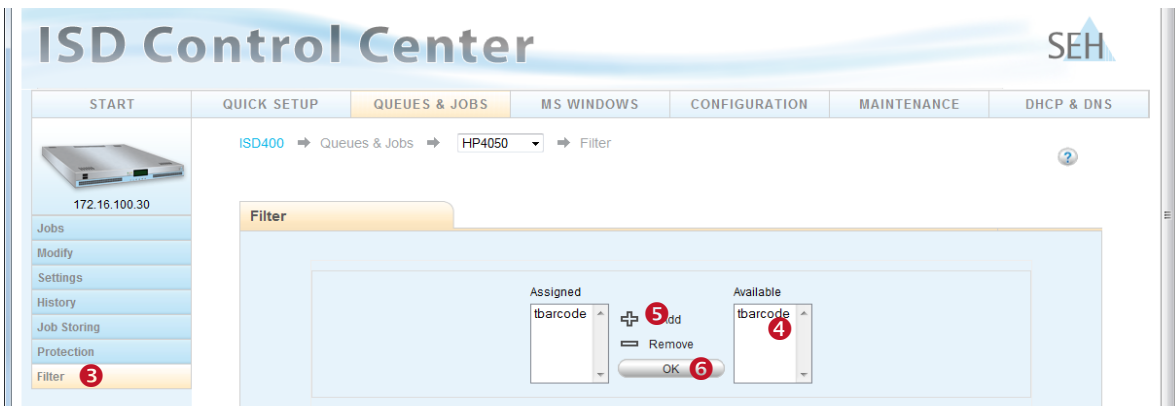 ISD Control Center
SEH
START QUICK SETUP QUEUES & JOBS MS WINDOWS CONFIGURATION MAINTENANCE DHCP & DNS
ISD400 Queues & Jobs HP4050 Filter
?
172.16.100.30
Jobs
Modify
Settings
History
Job Storing
Protection
Filter 3
Filter
Assigned Available
tbarcode 5 dd tbarcode 4
Remove
OK 6